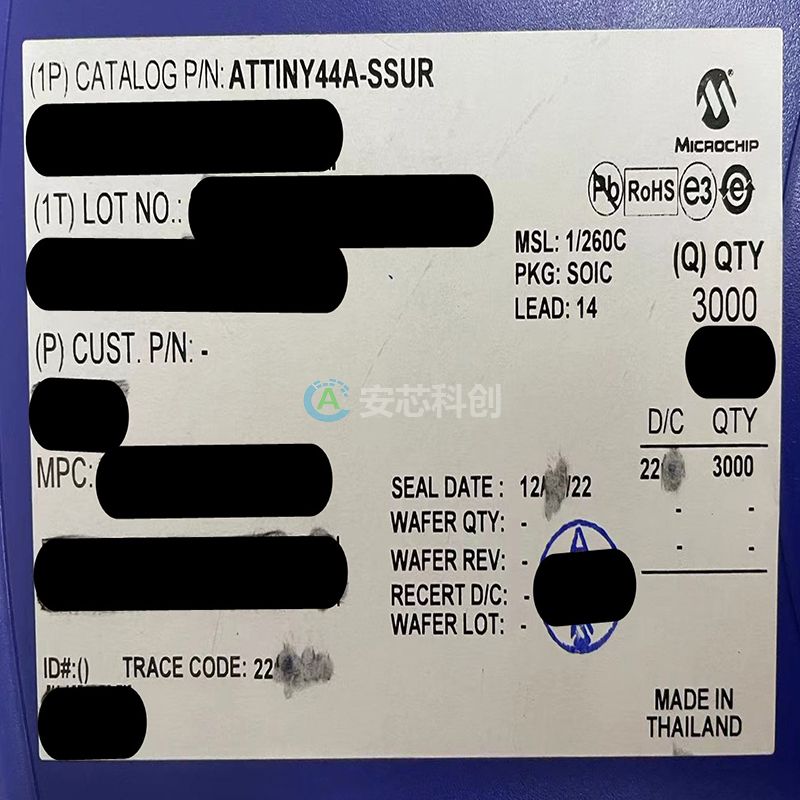 (1P) CATALOG P/N: ATTINY44A-SSUR
MICROCHIP
(1T) LOT NO.:
Pb RoHS e3 e
MSL: 1/260C
PKG: SOIC
LEAD: 14
(Q) QTY
3000
(P) CUST. P/N: -
安芯科创
D/C QTY
22 3000
- -
- -
MPC:
SEAL DATE : 12/ /22
WAFER QTY: -
WAFER REV: -
RECERT D/C: -
WAFER LOT: -
ID#:() TRACE CODE: 22
MADE IN
THAILAND